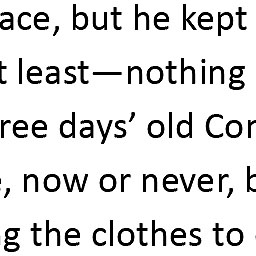 ace, but he kept
t least—nothing
ree days’ old Cor
, now or never, b
g the clothes to